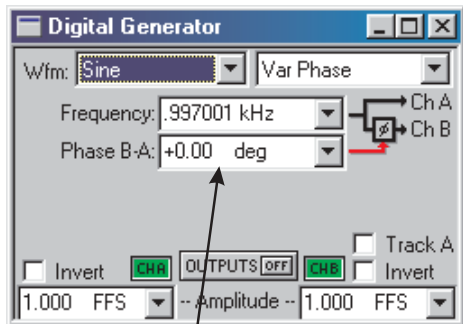 Digital Generator
Wfm: Sine Var Phase
Frequency: .997001 kHz Ch A
Phase B-A: +0.00 deg ø Ch B
Track A
Invert CHA OUTPUTS OFF CHB Invert
1.000 FFS -- Amplitude -- 1.000 FFS